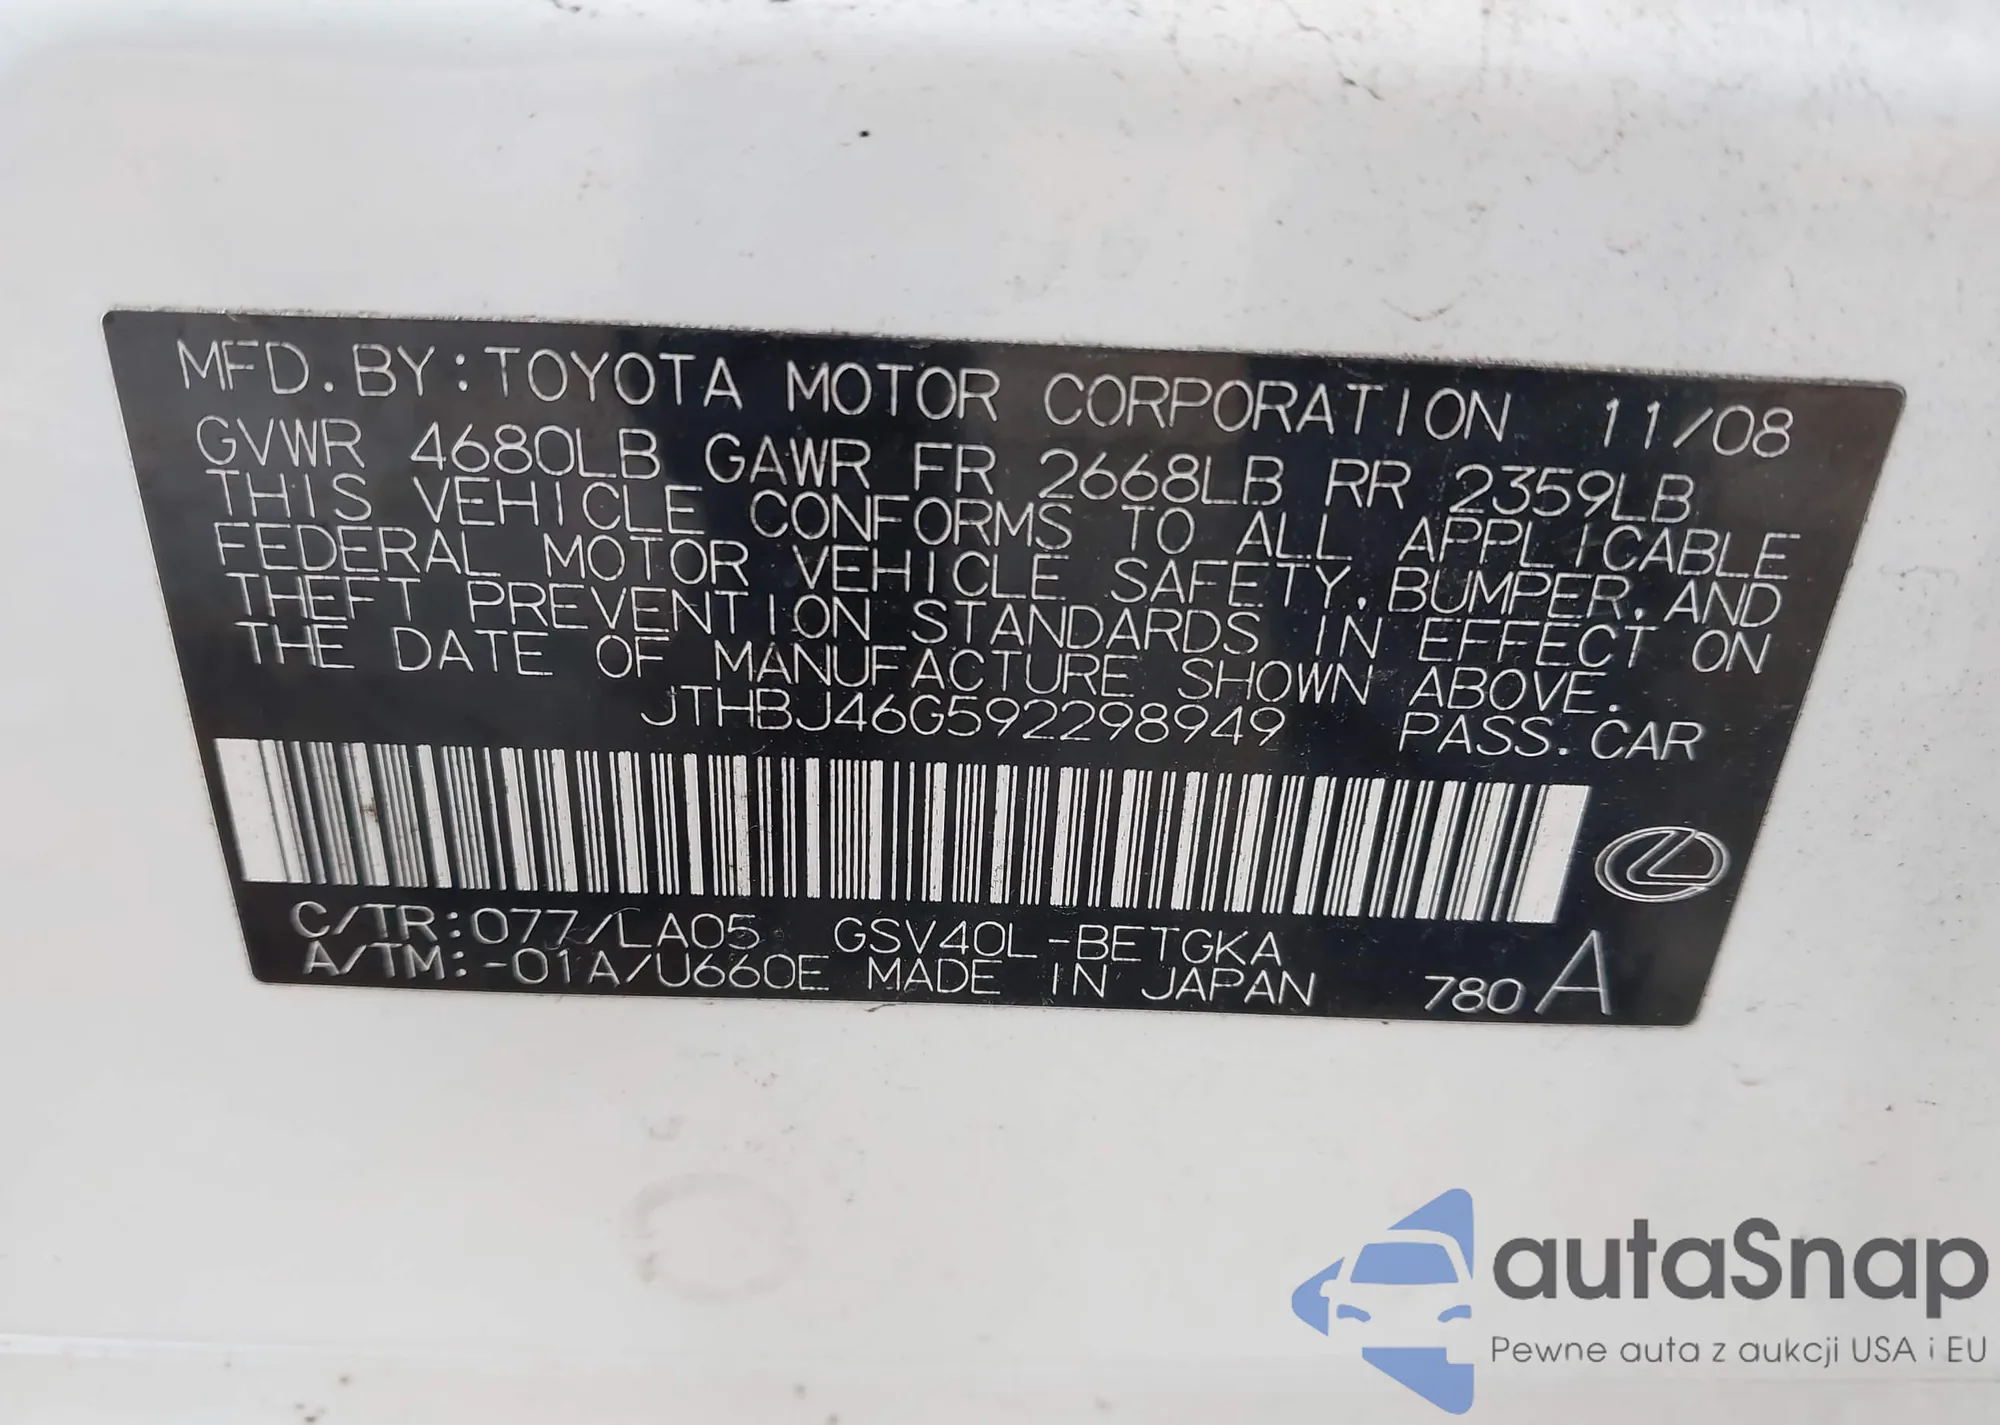 MFD. BY: TOYOTA MOTOR CORPORATION 11/08
GVWR 4680LB GAWR FR 2668LB RR 2359LB
THIS VEHICLE CONFORMS TO ALL APPLICABLE
FEDERAL MOTOR VEHICLE SAFETY, BUMPER, AND
THEFT PREVENTION STANDARDS IN EFFECT ON
THE DATE OF MANUFACTURE SHOWN ABOVE.
JTHBJ46G592298949 PASS. CAR
C/TR: 077/LA05 GSV40L-BETGKA
A/TM: -01A/U660E MADE IN JAPAN 780 A
autaSnap
Pewne auta z aukcji USA i EU